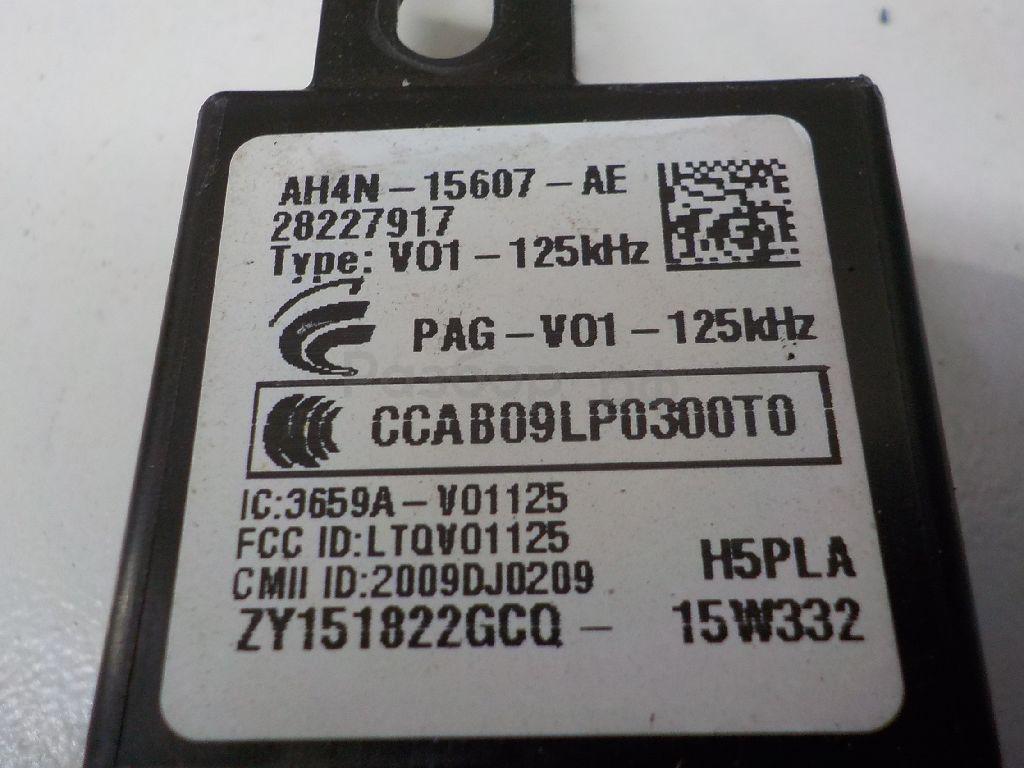 AH4N-15607-AE
28227917
Type: V01-125kHz
PAG-V01-125kHz
CCAB09LP0300T0
IC:3659A-V01125
FCC ID:LTQV01125
CMII ID:2009DJ0209
H5PLA
ZY151822GCQ - 15W332